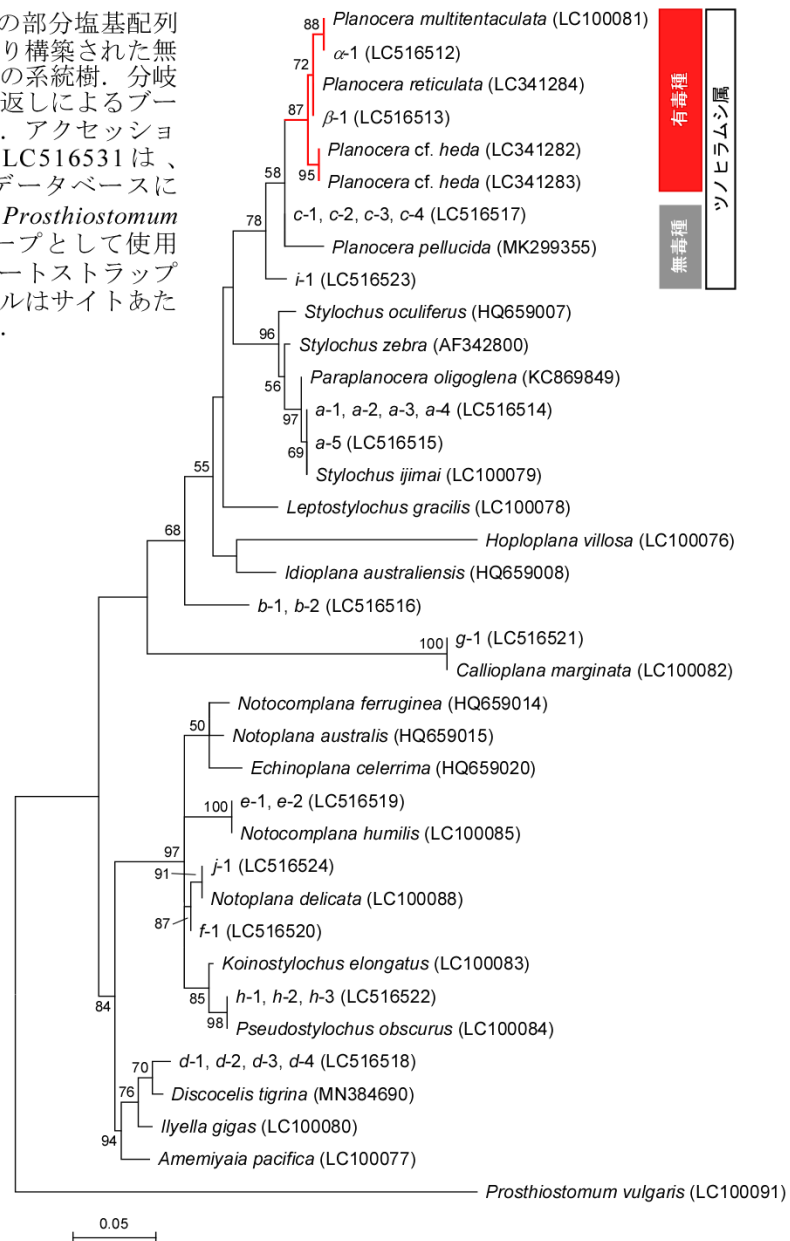 の部分塩基配列
り構築された無
の系統樹．分岐
返しによるブー
．アクセッショ
LC516531は、
データベースに
Prosthiostomum
ープとして使用
ートストラップ
ルはサイトあた
．
88
Planocera multitentaculata (LC100081)
α-1 (LC516512)
72
Planocera reticulata (LC341284)
87
β-1 (LC516513)
Planocera cf. heda (LC341282)
95
Planocera cf. heda (LC341283)
58
c-1, c-2, c-3, c-4 (LC516517)
78
Planocera pellucida (MK299355)
i-1 (LC516523)
有毒種
無毒種
ツノヒラムシ属
Stylochus oculiferus (HQ659007)
96
Stylochus zebra (AF342800)
56
Paraplanocera oligoglena (KC869849)
97
a-1, a-2, a-3, a-4 (LC516514)
a-5 (LC516515)
69
Stylochus ijimai (LC100079)
55
Leptostylochus gracilis (LC100078)
68
Hoploplana villosa (LC100076)
Idioplana australiensis (HQ659008)
b-1, b-2 (LC516516)
100
g-1 (LC516521)
Callioplana marginata (LC100082)
Notocomplana ferruginea (HQ659014)
50
Notoplana australis (HQ659015)
Echinoplana celerrima (HQ659020)
100
e-1, e-2 (LC516519)
Notocomplana humilis (LC100085)
97
j-1 (LC516524)
91
Notoplana delicata (LC100088)
87
f-1 (LC516520)
Koinostylochus elongatus (LC100083)
85
h-1, h-2, h-3 (LC516522)
98
Pseudostylochus obscurus (LC100084)
84
d-1, d-2, d-3, d-4 (LC516518)
70
Discocelis tigrina (MN384690)
76
Ilyella gigas (LC100080)
94
Amemiyaia pacifica (LC100077)
Prosthiostomum vulgaris (LC100091)
0.05